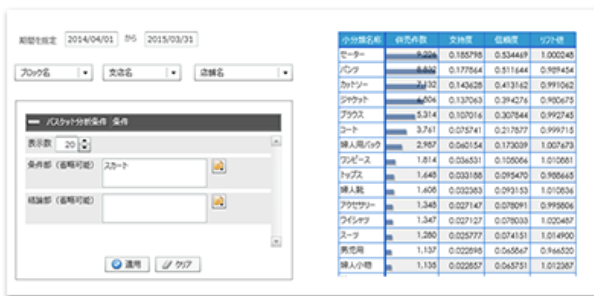 期間を指定 2014/04/01 から 2015/03/31
ブロック名 支店名 店舗名
バスケット分析条件 条件
表示数 20
条件部（省略可能） スカート
結論部（省略可能）
適用 クリア
小分類名称 併売件数 支持度 信頼度 リフト値
セーター 9,226 0.185798 0.534469 1.000248
パンツ 8,832 0.177864 0.511644 0.989454
カットソー 7,132 0.143628 0.413162 0.991062
ジャケット 6,806 0.137063 0.394276 0.980675
ブラウス 5,314 0.107016 0.307844 0.992745
コート 3,761 0.075741 0.217877 0.999715
婦人用バック 2,987 0.060154 0.173039 1.007673
ワンピース 1,814 0.036531 0.105086 1.010881
トップス 1,648 0.033188 0.095470 0.988665
婦人靴 1,608 0.032383 0.093153 1.010836
アクセサリー 1,348 0.027147 0.078091 0.995806
ワイシャツ 1,347 0.027127 0.078033 1.020487
スーツ 1,280 0.025777 0.074151 1.014900
男児用 1,137 0.022898 0.065867 0.966520
婦人小物 1,135 0.022857 0.065751 1.012387